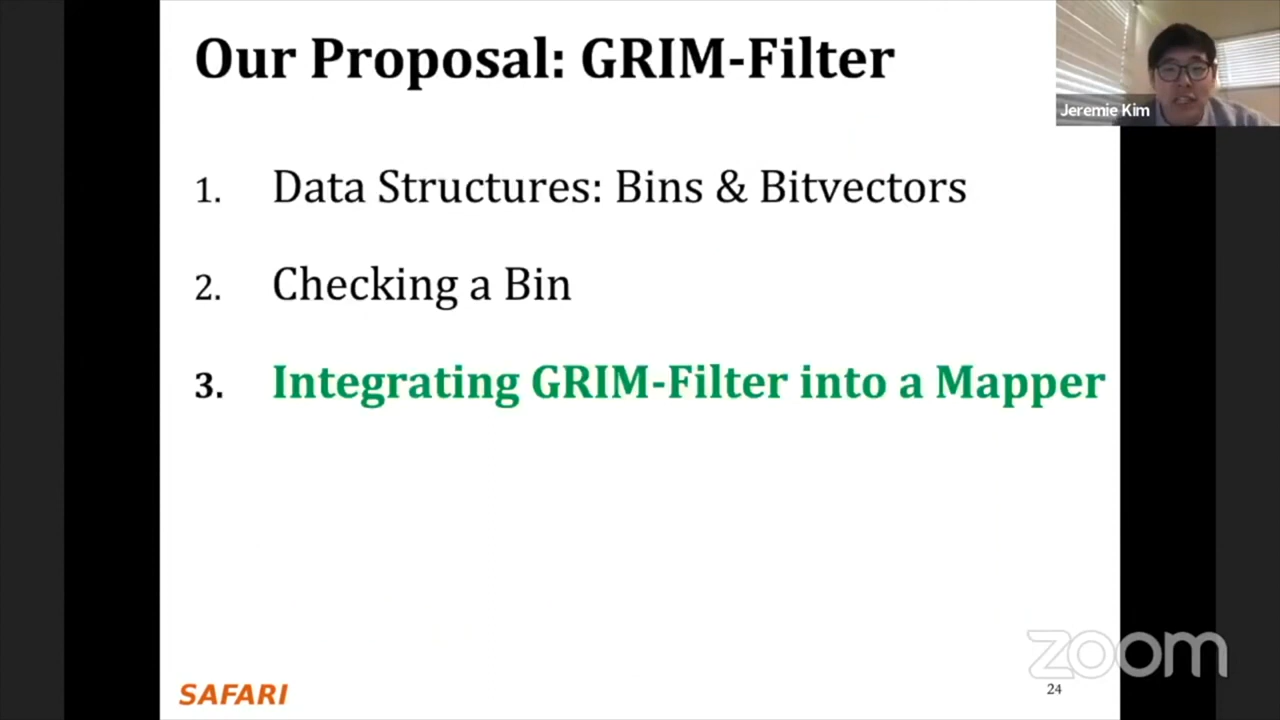 Our Proposal: GRIM-Filter
Jeremie Kim
1. Data Structures: Bins & Bitvectors
2. Checking a Bin
3. Integrating GRIM-Filter into a Mapper
zoom
SAFARI
24